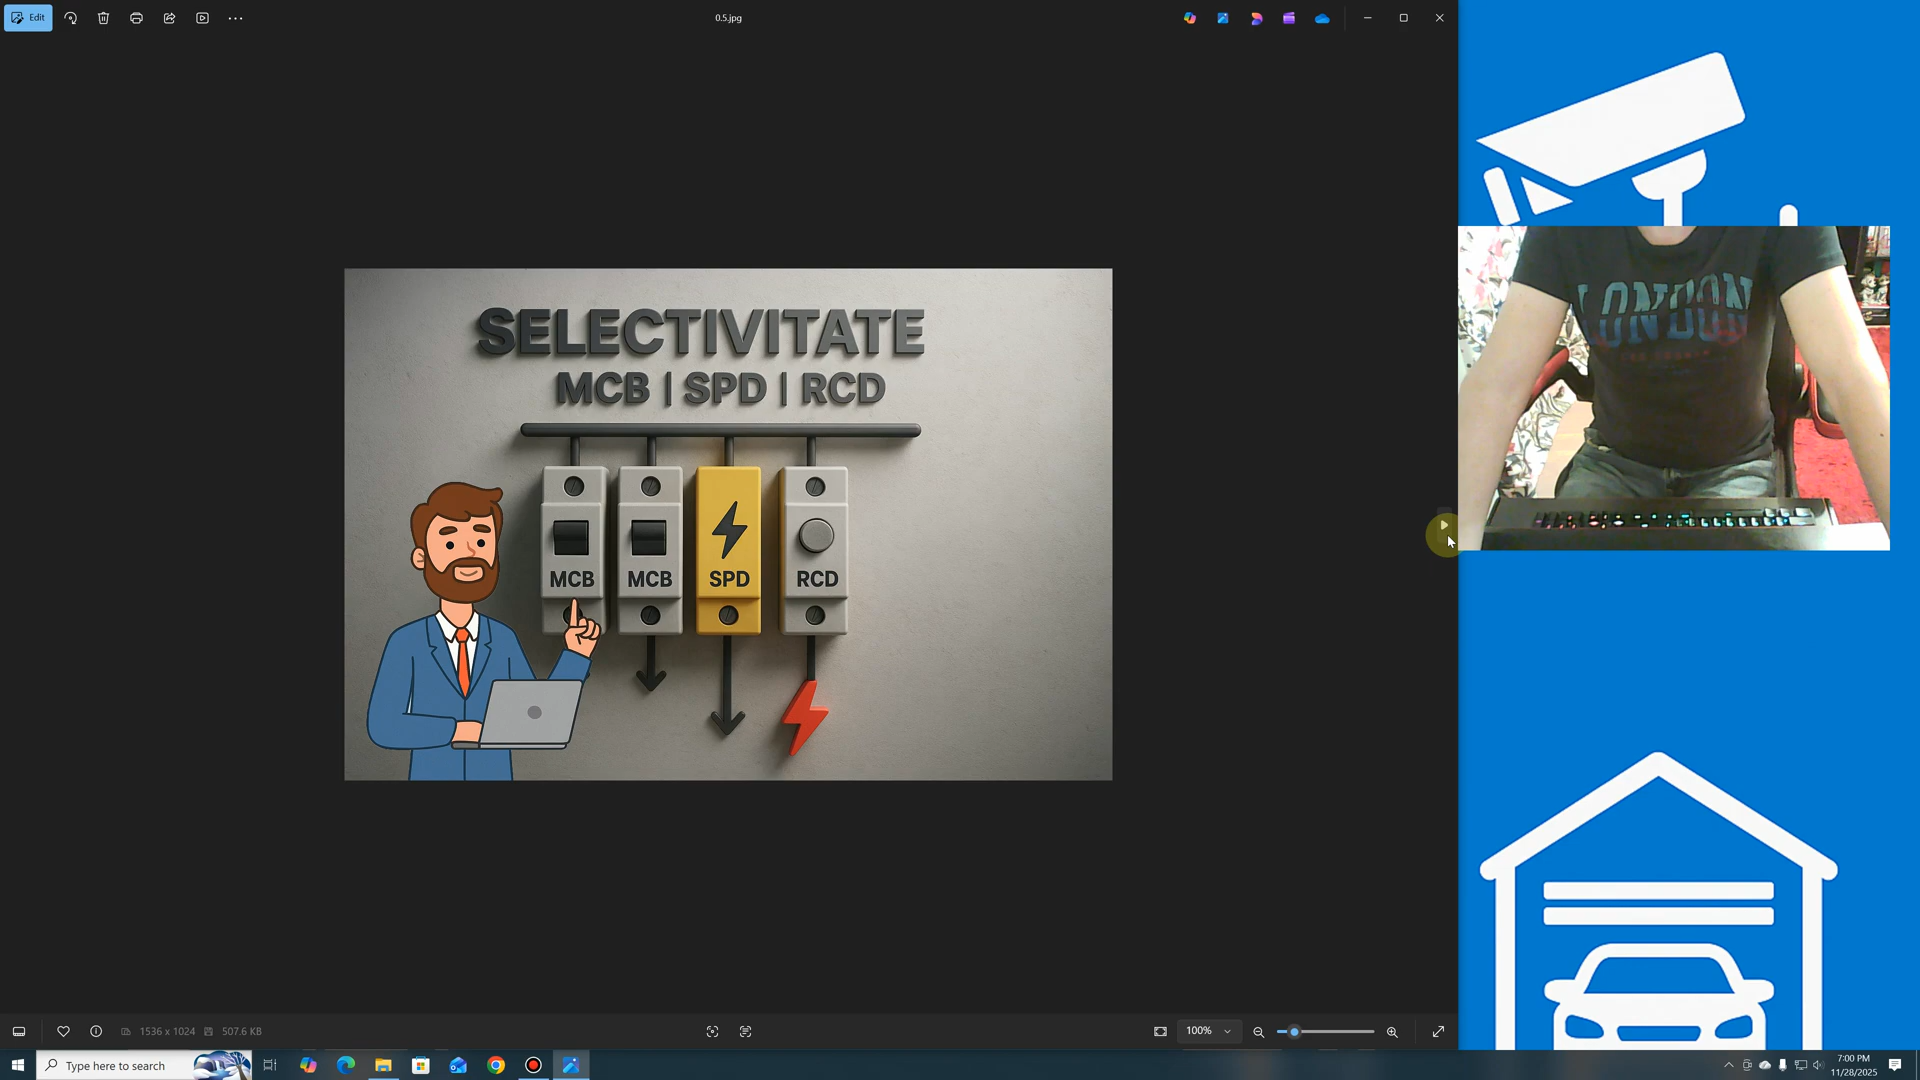 Edit
0.5.jpg
SELECTIVITATE
MCB | SPD | RCD
MCB
MCB
SPD
RCD
LONDON
1536 x 1024
507.6 KB
100%
Type here to search
7:00 PM
11/28/2025